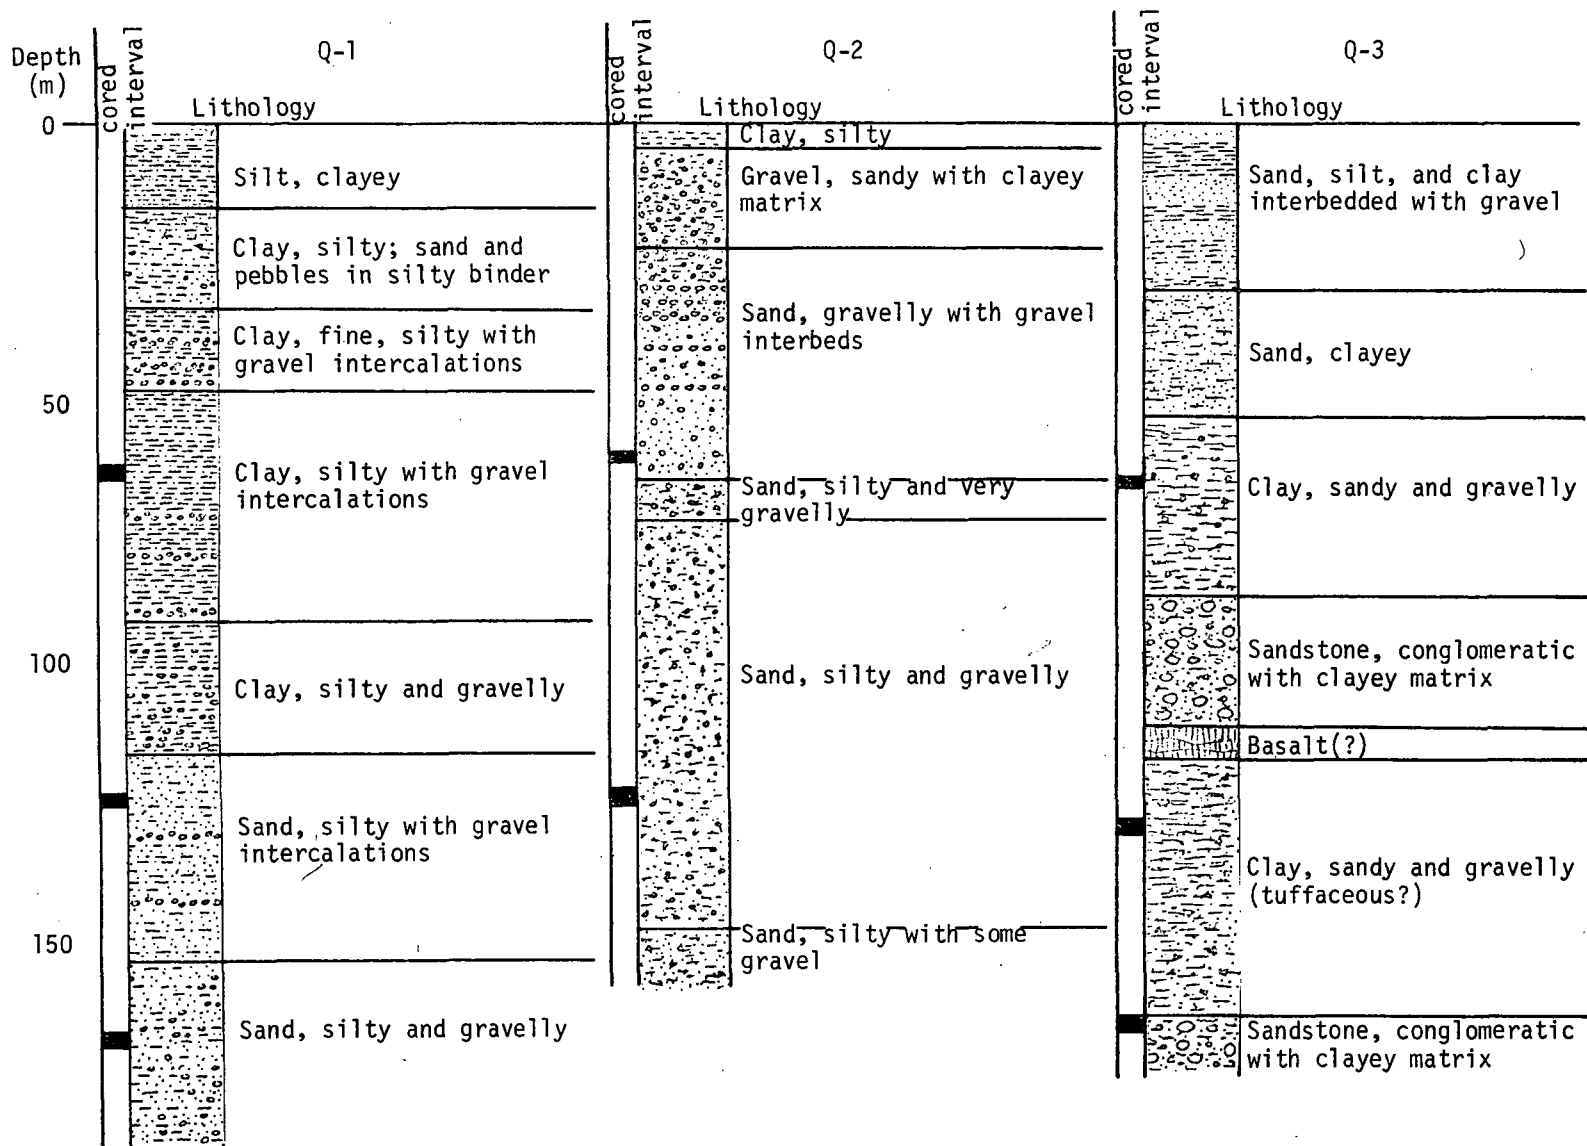 Depth
(m)
0
50
100
150
cored
interval
Q-1
Lithology
Silt, clayey
Clay, silty; sand and
pebbles in silty binder
Clay, fine, silty with
gravel intercalations
Clay, silty with gravel
intercalations
Clay, silty and gravelly
Sand, silty with gravel
intercalations
Sand, silty and gravelly
cored
interval
Q-2
Lithology
Clay, silty
Gravel, sandy with clayey
matrix
Sand, gravelly with gravel
interbeds
Sand, silty and very
gravelly
Sand, silty and gravelly
Sand, silty with some
gravel
cored
interval
Q-3
Lithology
Sand, silt, and clay
interbedded with gravel
Sand, clayey
Clay, sandy and gravelly
Sandstone, conglomeratic
with clayey matrix
Basalt(?)
Clay, sandy and gravelly
(tuffaceous?)
Sandstone, conglomeratic
with clayey matrix